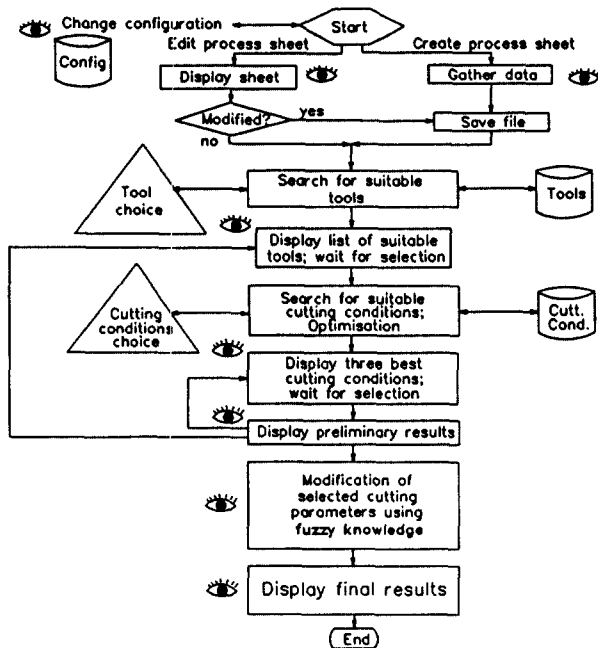 Change configuration
Start
Config
Edit process sheet
Create process sheet
Display sheet
Gather data
Modified?
yes
Save file
no
Tool
choice
Search for suitable
tools
Tools
Display list of suitable
tools; wait for selection
Cutting
conditions
choice
Search for suitable
cutting conditions;
Optimisation
Cutt.
Cond.
Display three best
cutting conditions;
wait for selection
Display preliminary results
Modification of
selected cutting
parameters using
fuzzy knowledge
Display final results
End